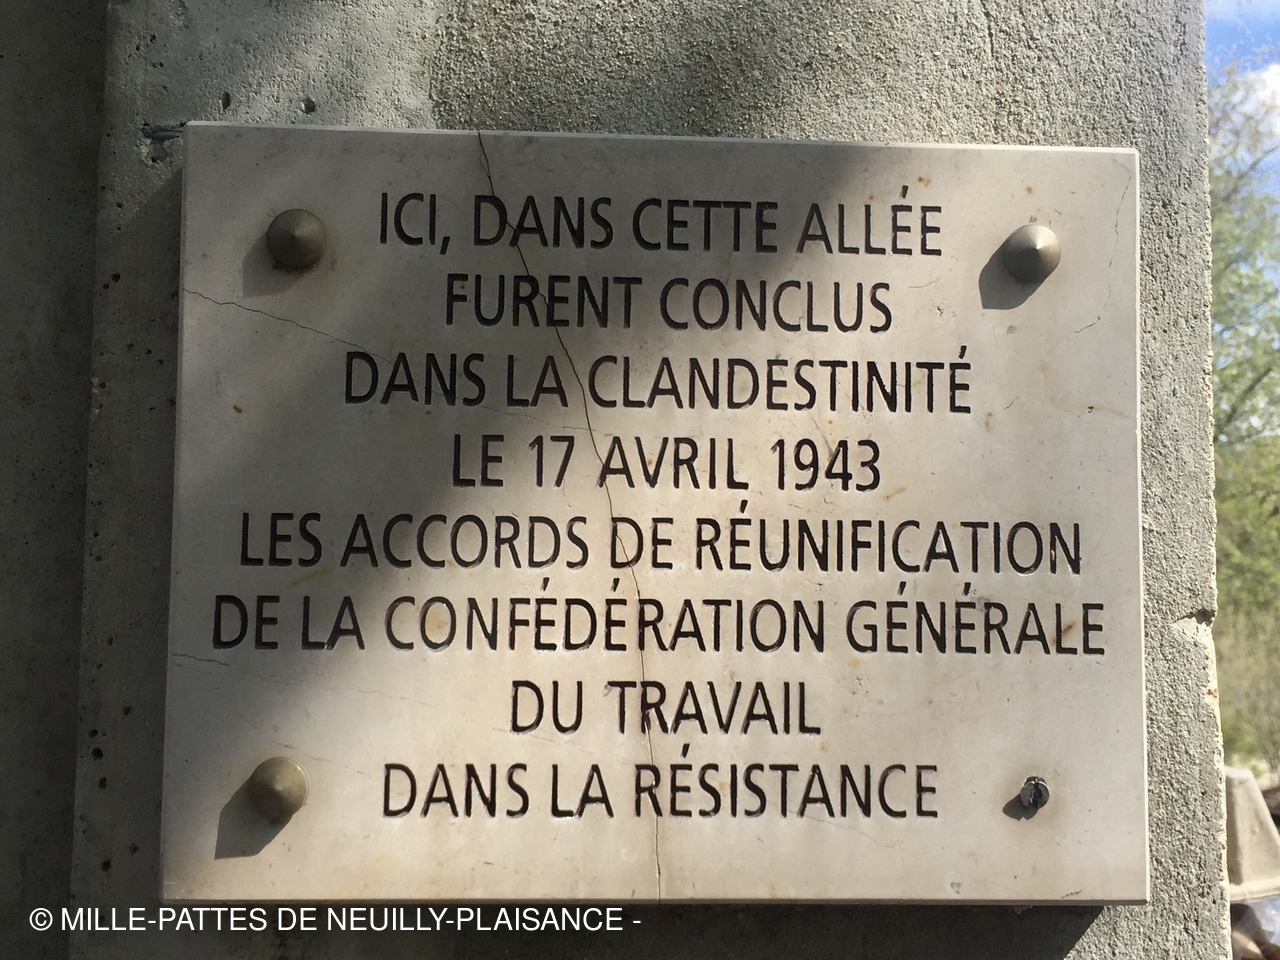 ICI, DANS CETTE ALLÉE
FURENT CONCLUS
DANS LA CLANDESTINITÉ
LE 17 AVRIL 1943
LES ACCORDS DE RÉUNIFICATION
DE LA CONFÉDÉRATION GÉNÉRALE
DU TRAVAIL
DANS LA RÉSISTANCE
© MILLE-PATTES DE NEUILLY-PLAISANCE -